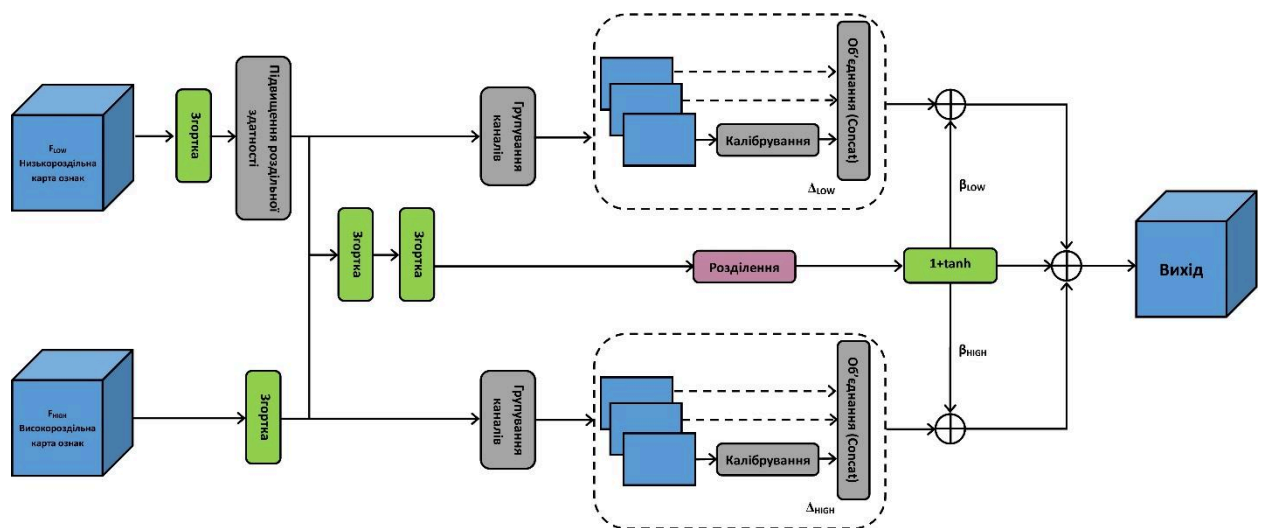 F_LOW
Низькороздільна
карта ознак
Згортка
Підвищення роздільної
здатності
Групування
каналів
Калібрування
Об'єднання (Concat)
Δ_LOW
β_LOW
Згортка
Згортка
Розділення
1+tanh
Вихід
F_HIGH
Високороздільна
карта ознак
Згортка
Групування
каналів
Калібрування
Об'єднання (Concat)
Δ_HIGH
β_HIGH